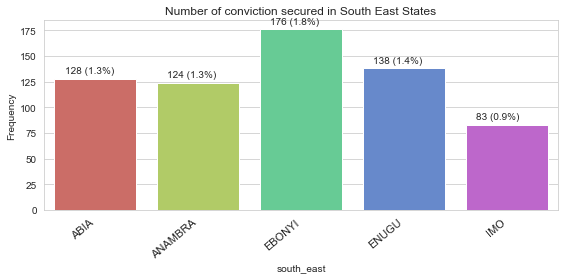 Number of conviction secured in South East States
176 (1.8%)
175
150
138 (1.4%)
128 (1.3%)
124 (1.3%)
125
100
83 (0.9%)
75
50
25
0
Frequency
ABIA
ANAMBRA
EBONYI
ENUGU
IMO
south_east